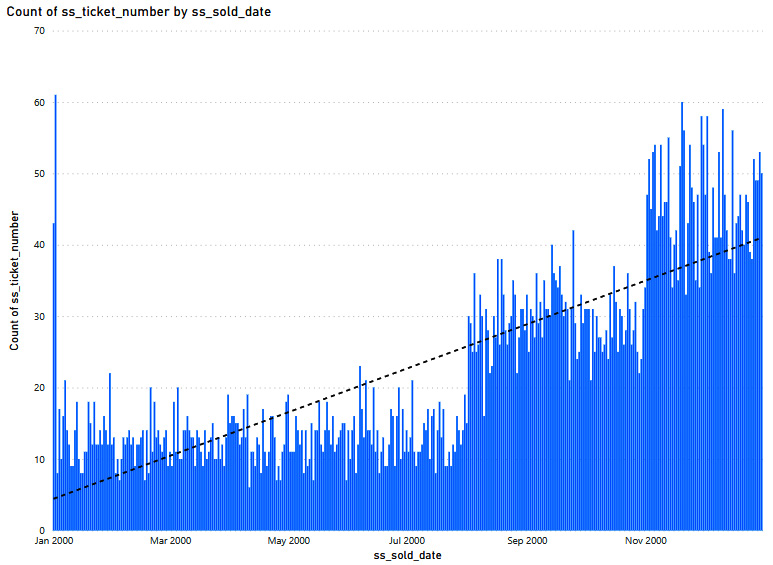 Count of ss_ticket_number by ss_sold_date
70
60
50
40
30
20
10
0
Count of ss_ticket_number
Jan 2000 Mar 2000 May 2000 Jul 2000 Sep 2000 Nov 2000
ss_sold_date